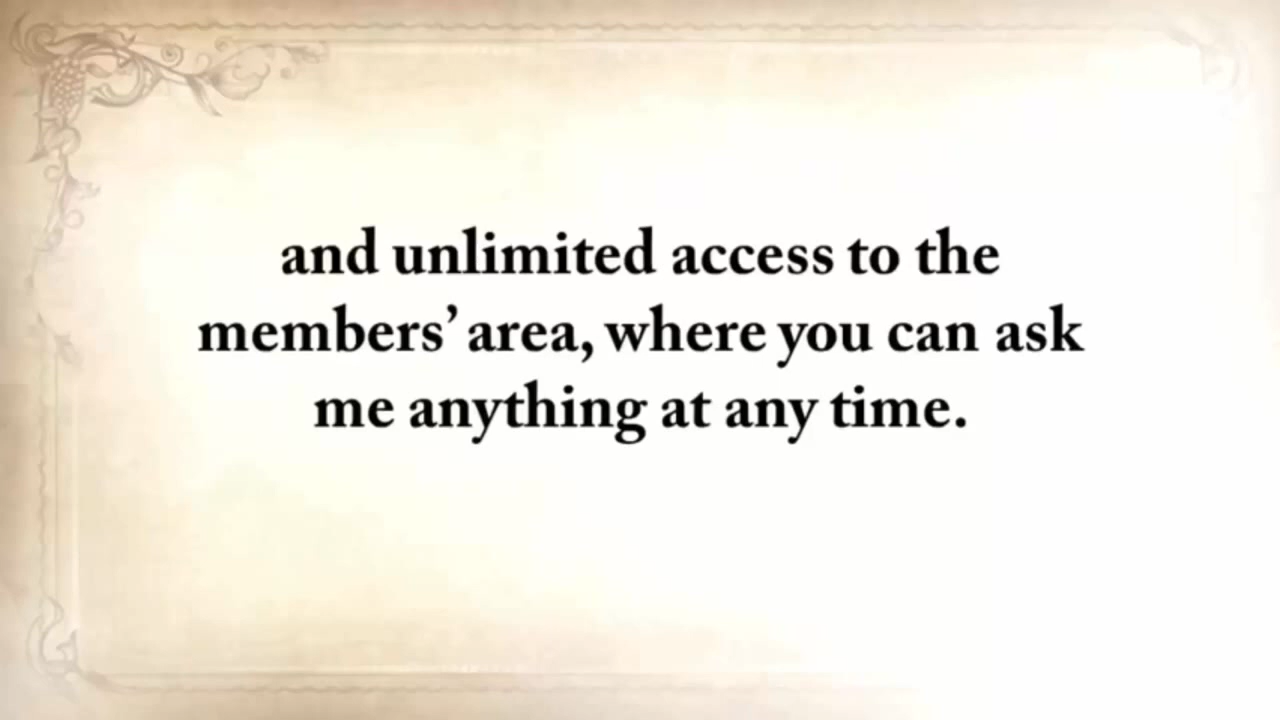 and unlimited access to the
members’ area, where you can ask
me anything at any time.